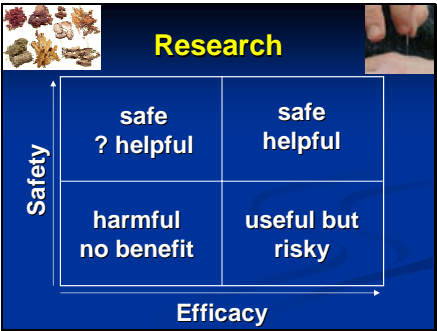 Research
safe
? helpful
safe
helpful
Safety
harmful
no benefit
useful but
risky
Efficacy